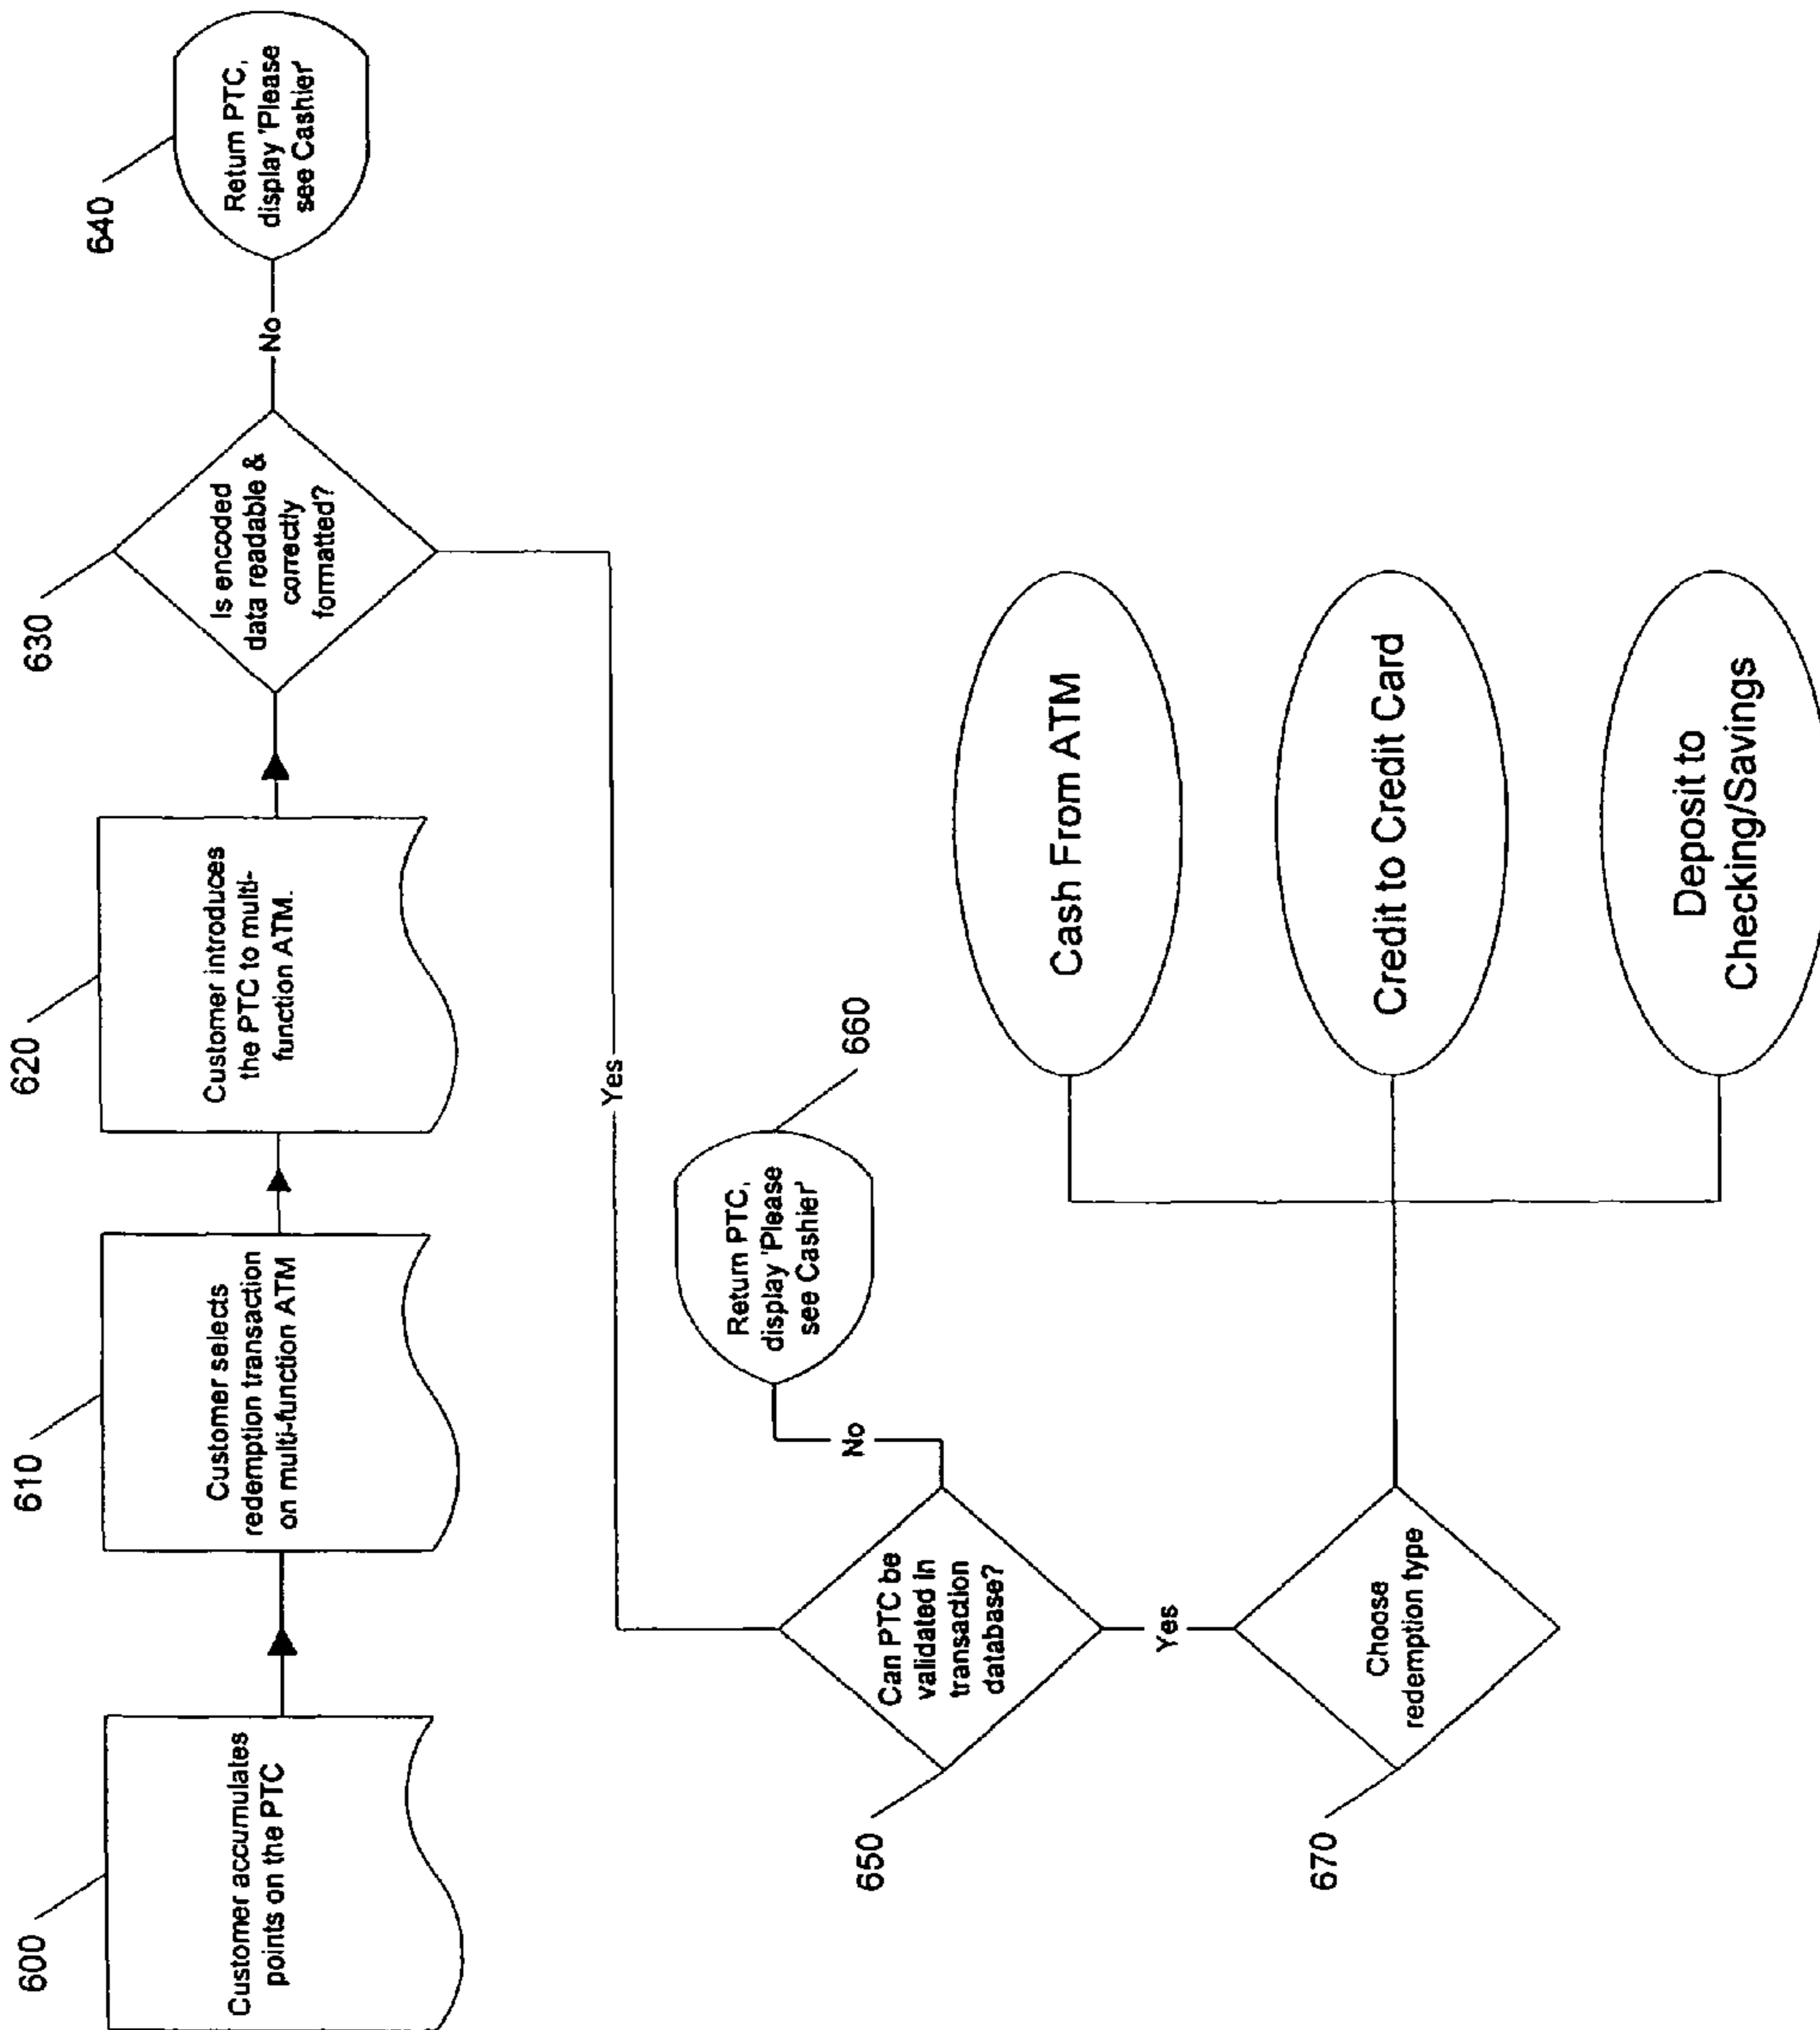 600
Customer accumulates
points on the PTC
610
Customer selects
redemption transaction
on multi-function ATM
620
Customer introduces
the PTC to multi-
function ATM.
630
Is encoded
data readable &
correctly
formatted?
No
640
Return PTC,
display 'Please
see Cashier'
Yes
650
Can PTC be
validated in
transaction
database?
No
660
Return PTC,
display 'Please
see Cashier'
Yes
670
Choose
redemption type
Cash From ATM
Credit to Credit Card
Deposit to
Checking/Savings